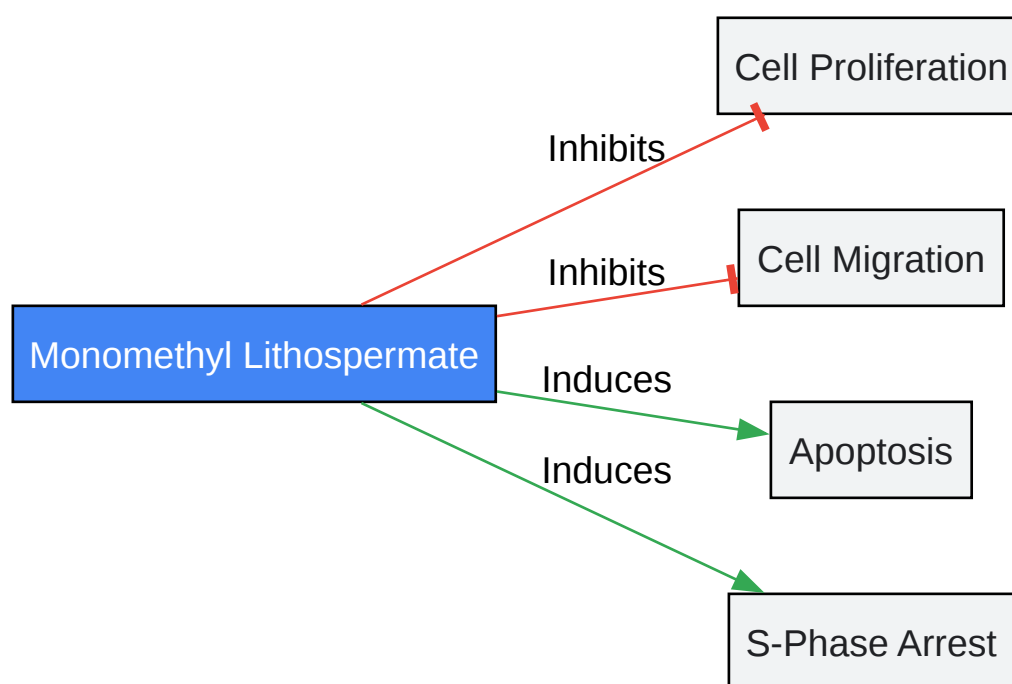 Cell Proliferation
Inhibits
Cell Migration
Inhibits
Monomethyl Lithospermate
Induces
Apoptosis
Induces
S-Phase Arrest